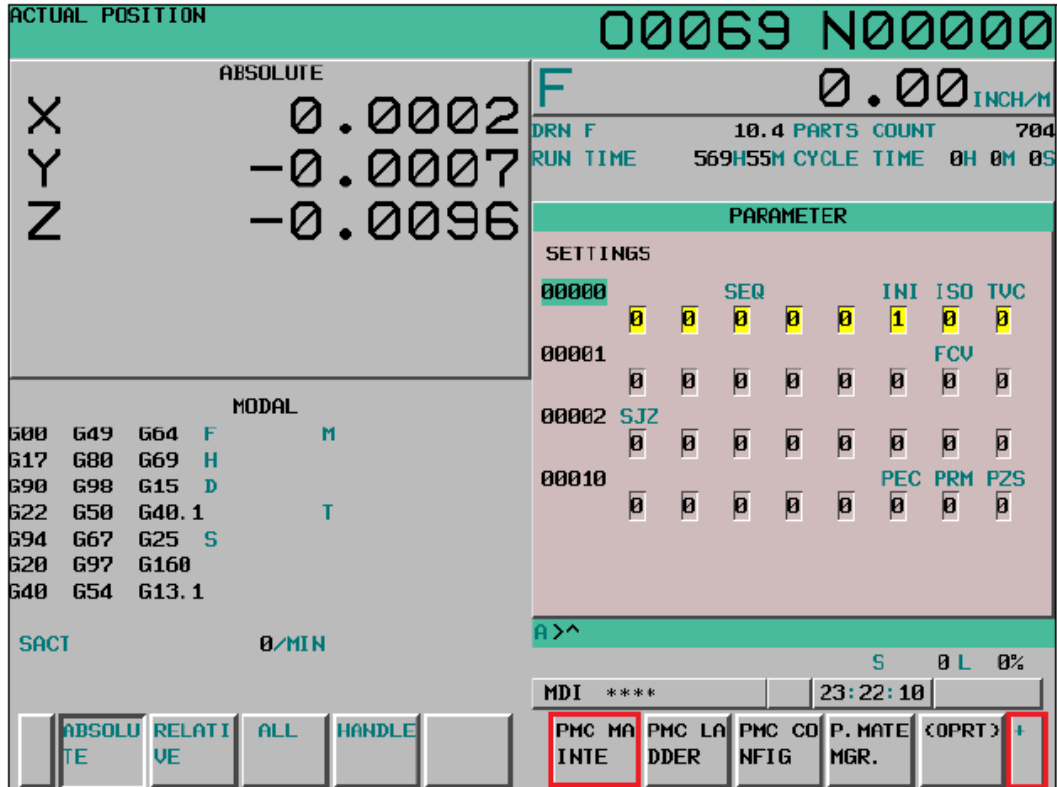 ACTUAL POSITION
O0069 N00000
ABSOLUTE
X 0.0002
Y -0.0007
Z -0.0096
F 0.00 INCH/M
DRN F 10.4 PARTS COUNT 704
RUN TIME 569H55M CYCLE TIME 0H 0M 0S
PARAMETER
SETTINGS
00000 SEQ INI ISO TVC
0 0 0 0 0 1 0 0
00001 FCV
0 0 0 0 0 0 0 0
00002 SJZ
0 0 0 0 0 0 0 0
00010 PEC PRM PZS
0 0 0 0 0 0 0 0
MODAL
G00 G49 G64 F M
G17 G80 G69 H
G90 G98 G15 D
G22 G50 G40.1 T
G94 G67 G25 S
G20 G97 G160
G40 G54 G13.1
SACT 0/MIN
A>^
S 0 L 0%
MDI **** 23:22:10
ABSOLU
TE
RELATI
VE
ALL
HANDLE
PMC MA
INTE
PMC LA
DDER
PMC CO
NFIG
P.MATE
MGR.
(OPRT)
+